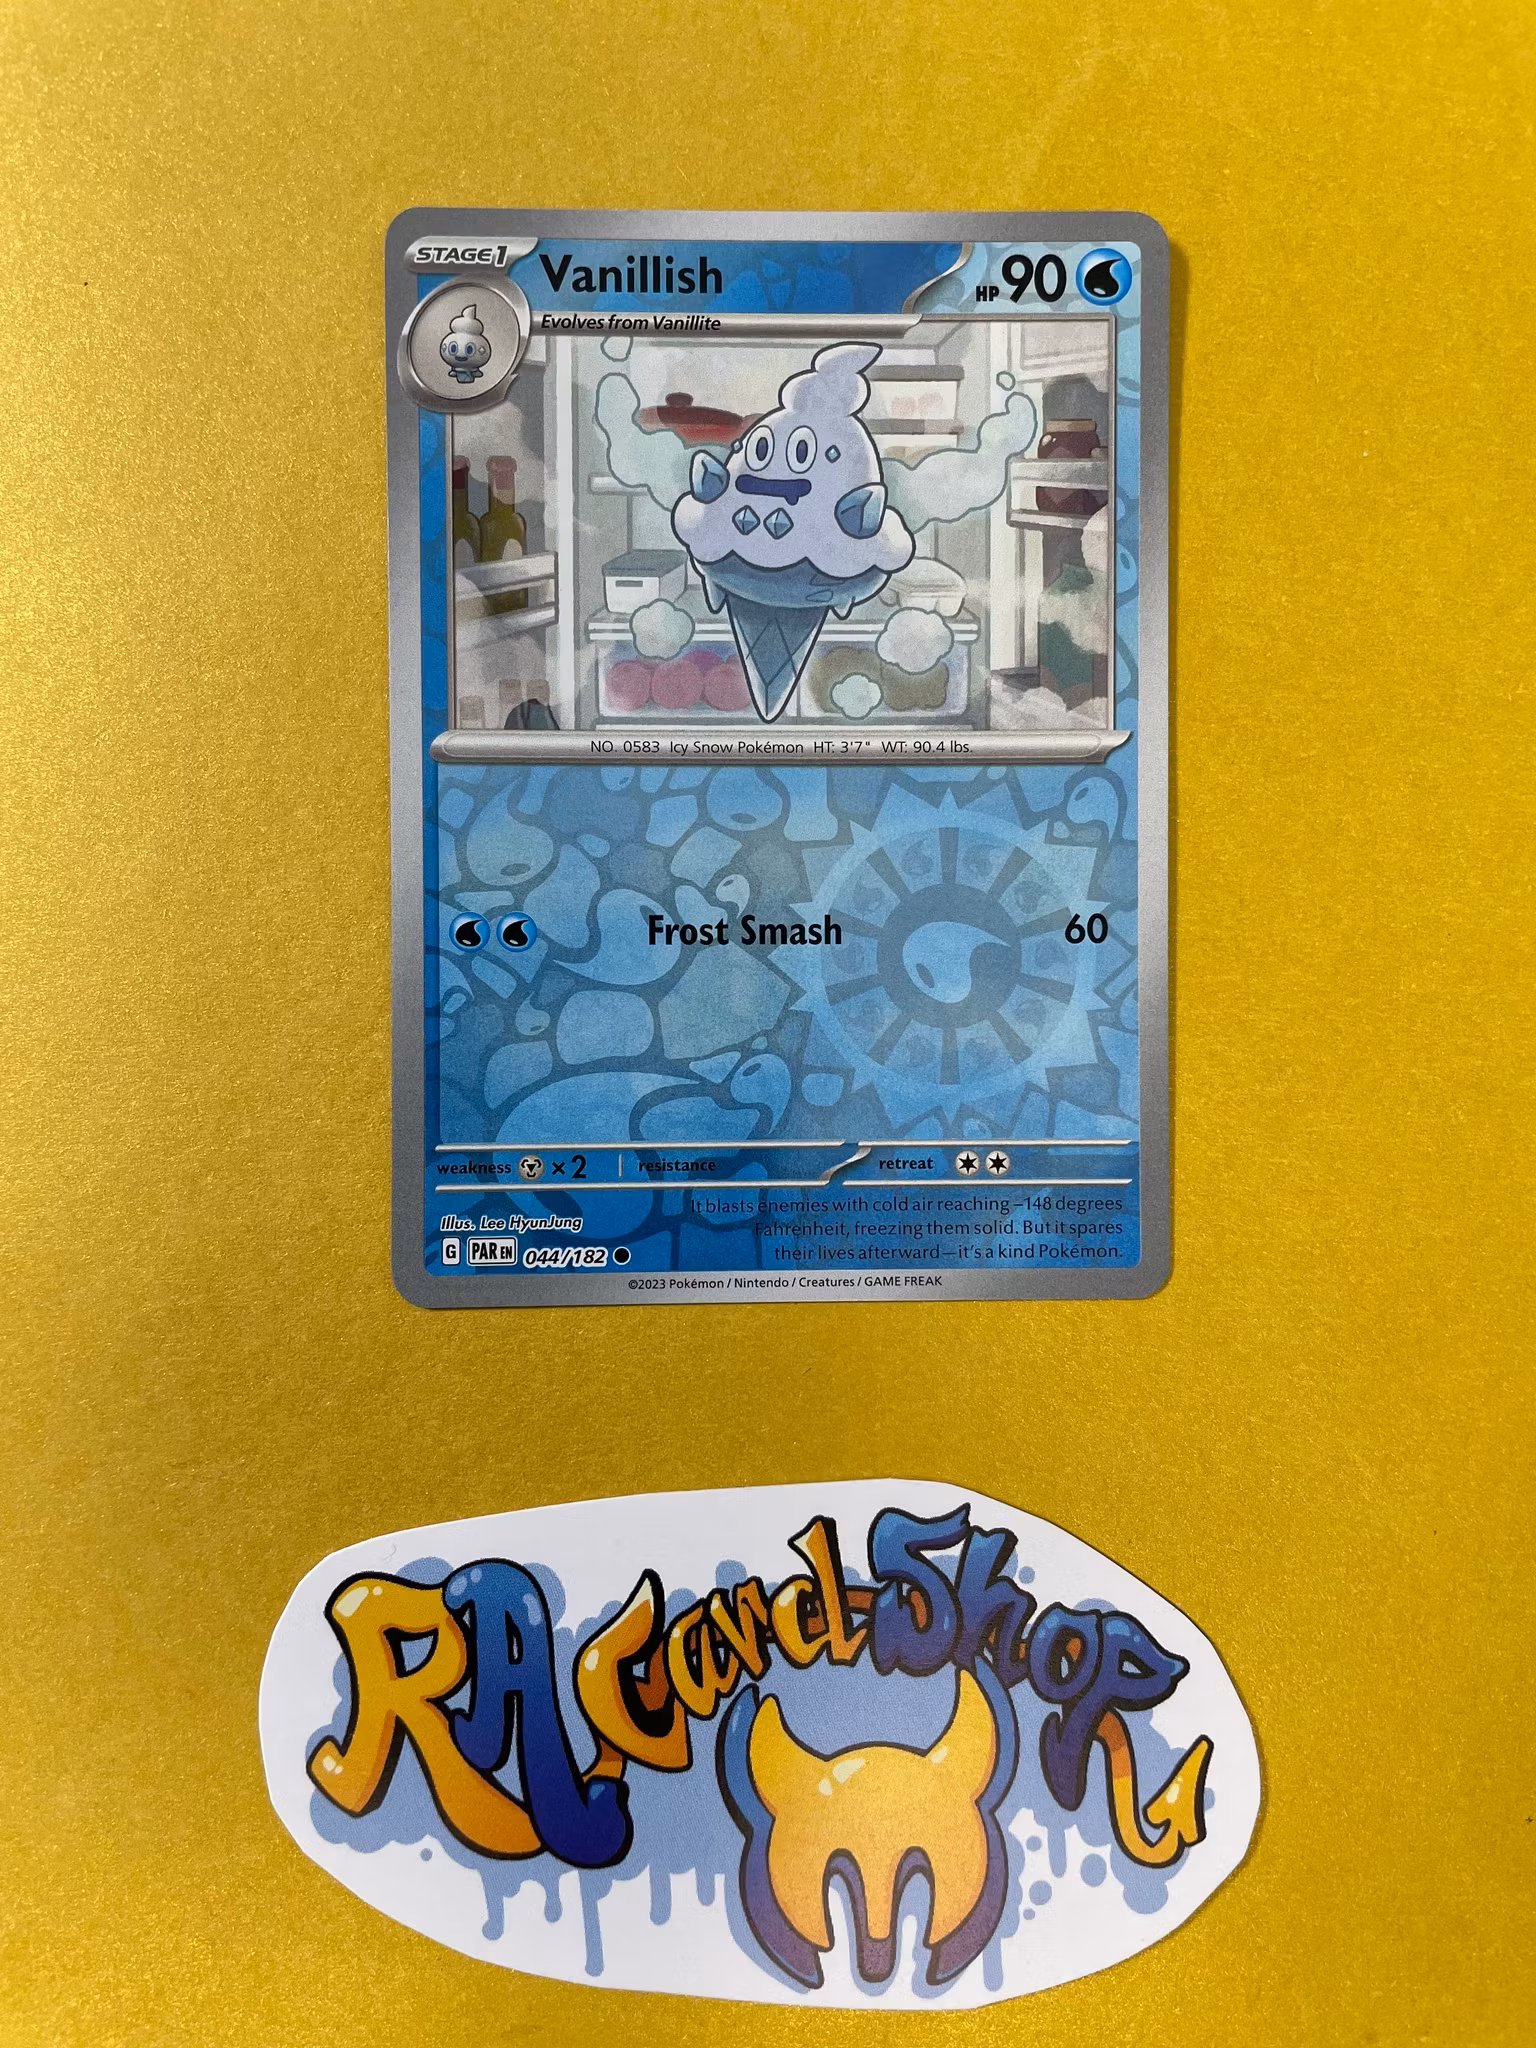 STAGE1
Vanillish
HP 90
Evolves from Vanillite
NO. 0583 Icy Snow Pokémon HT: 3'7" WT: 90.4 lbs.
Frost Smash 60
weakness ×2 resistance retreat
It blasts enemies with cold air reaching –148 degrees
Fahrenheit, freezing them solid. But it spares
their lives afterward—it's a kind Pokémon.
Illus. Lee HyunJung
G PAR EN 044/182
©2023 Pokémon / Nintendo / Creatures / GAME FREAK
RA CardShop